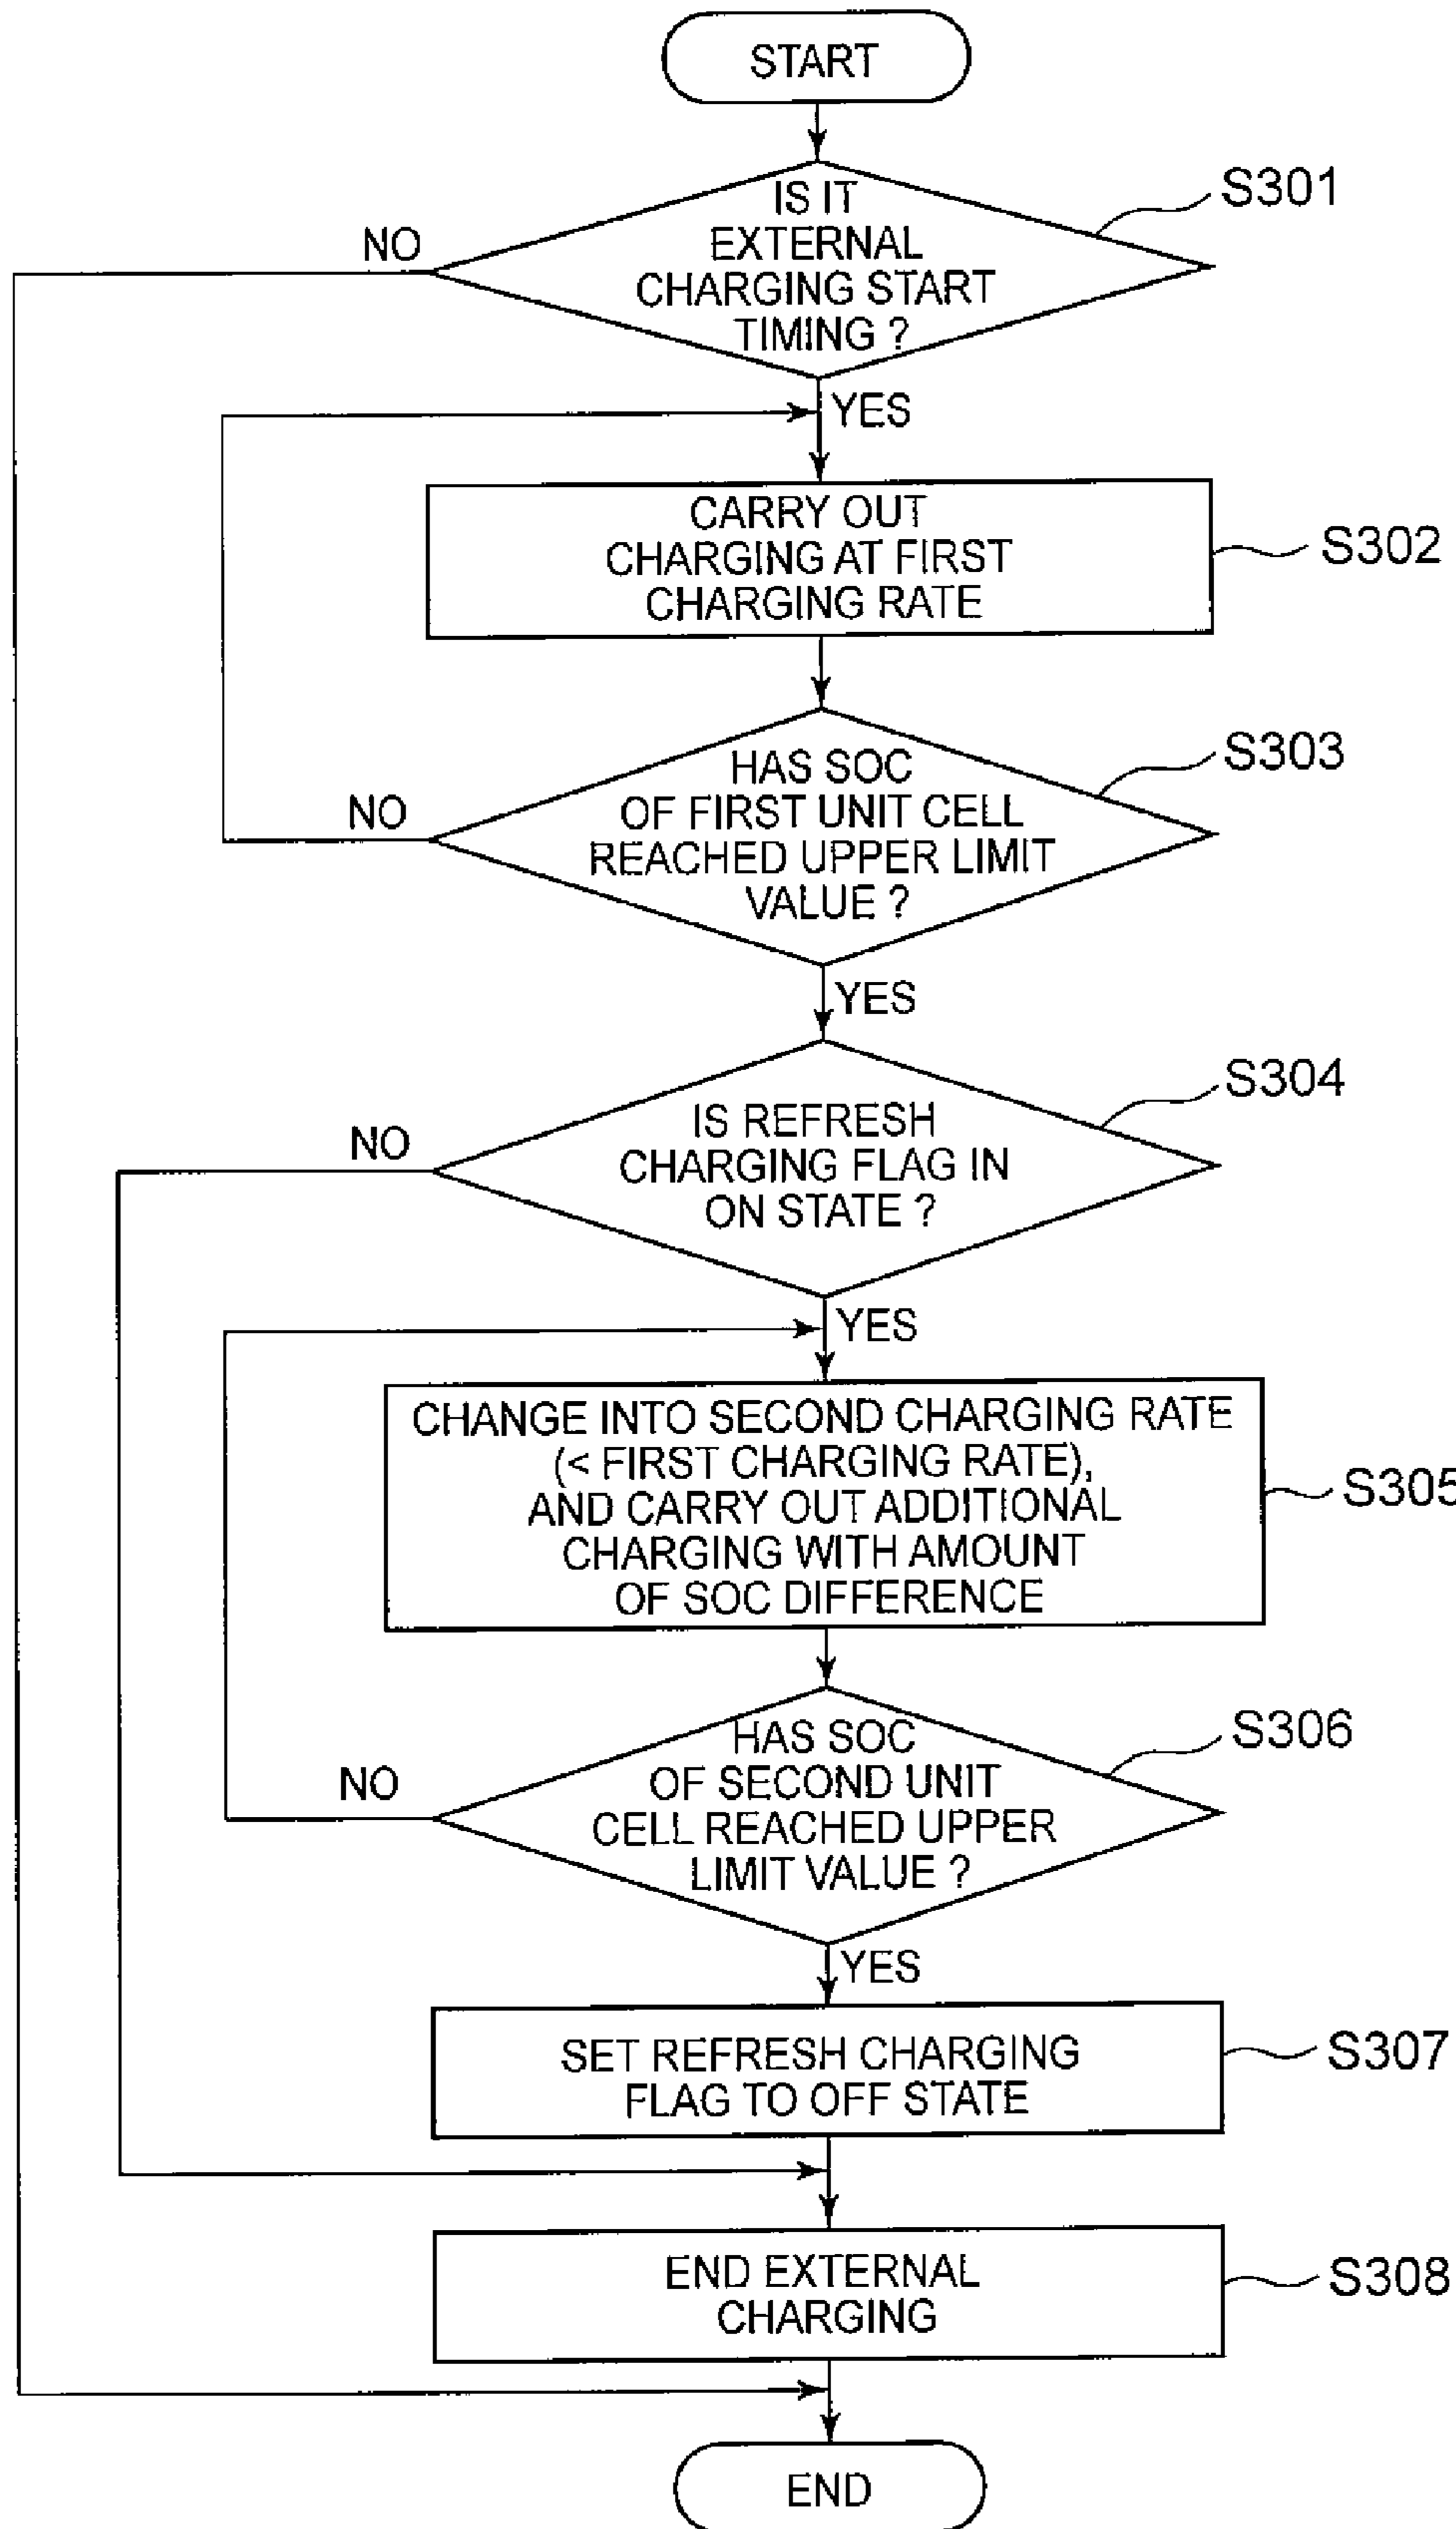 START
IS IT
EXTERNAL
CHARGING START
TIMING ?
S301
NO
YES
CARRY OUT
CHARGING AT FIRST
CHARGING RATE
S302
HAS SOC
OF FIRST UNIT CELL
REACHED UPPER LIMIT
VALUE ?
S303
NO
YES
IS REFRESH
CHARGING FLAG IN
ON STATE ?
S304
NO
YES
CHANGE INTO SECOND CHARGING RATE
(< FIRST CHARGING RATE),
AND CARRY OUT ADDITIONAL
CHARGING WITH AMOUNT
OF SOC DIFFERENCE
S305
HAS SOC
OF SECOND UNIT
CELL REACHED UPPER
LIMIT VALUE ?
S306
NO
YES
SET REFRESH CHARGING
FLAG TO OFF STATE
S307
END EXTERNAL
CHARGING
S308
END